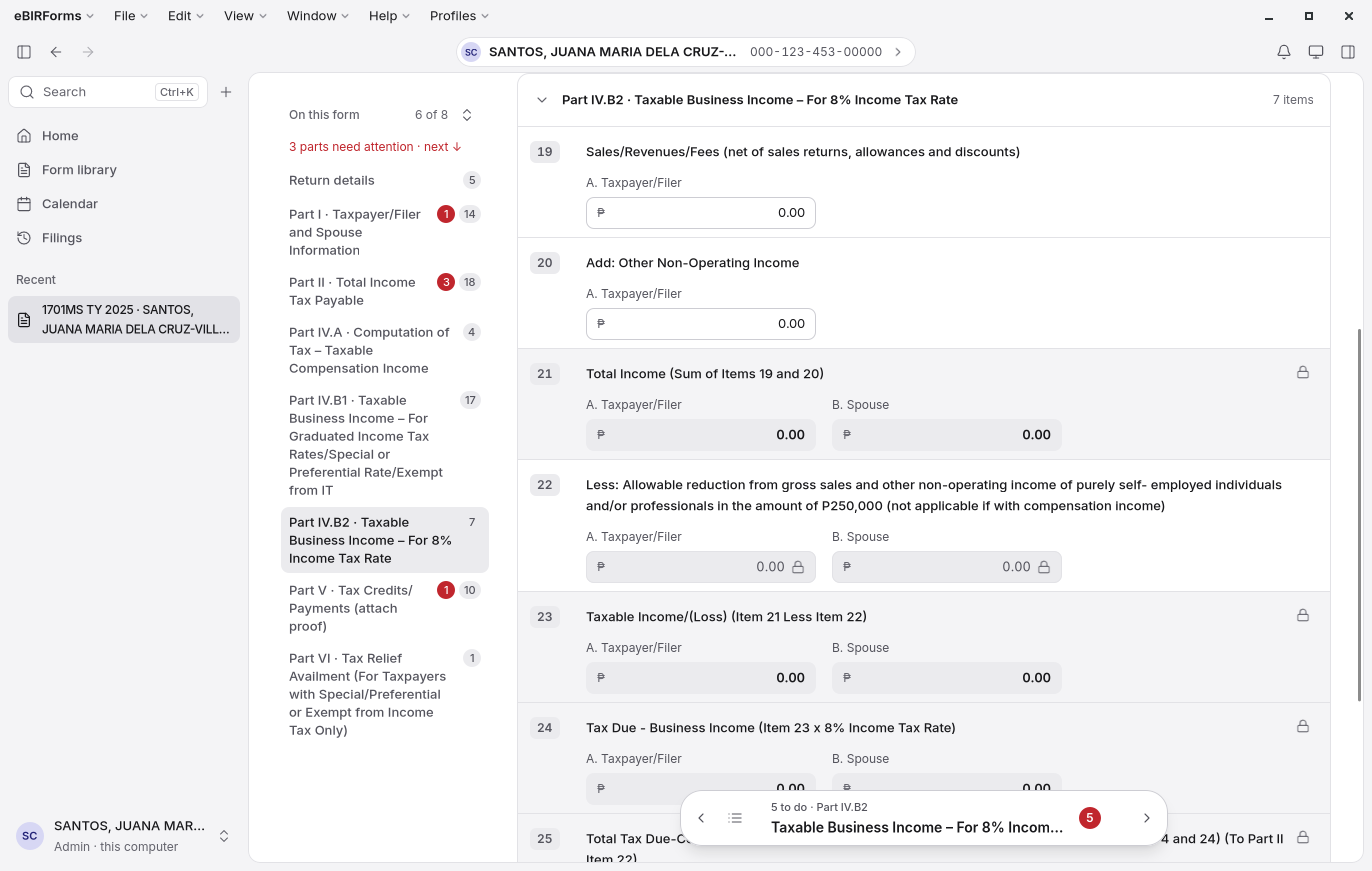 eBIRForms File Edit View Window Help Profiles
SC SANTOS, JUANA MARIA DELA CRUZ-... 000-123-453-00000
Search Ctrl+K
Home
Form library
Calendar
Filings
Recent
1701MS TY 2025 · SANTOS,
JUANA MARIA DELA CRUZ-VILL...
SC SANTOS, JUANA MAR...
Admin · this computer
On this form 6 of 8
3 parts need attention · next ↓
Return details 5
Part I · Taxpayer/Filer 1 14
and Spouse
Information
Part II · Total Income 3 18
Tax Payable
Part IV.A · Computation of 4
Tax – Taxable
Compensation Income
Part IV.B1 · Taxable 17
Business Income – For
Graduated Income Tax
Rates/Special or
Preferential Rate/Exempt
from IT
Part IV.B2 · Taxable 7
Business Income – For 8%
Income Tax Rate
Part V · Tax Credits/ 1 10
Payments (attach
proof)
Part VI · Tax Relief 1
Availment (For Taxpayers
with Special/Preferential
or Exempt from Income
Tax Only)
Part IV.B2 · Taxable Business Income – For 8% Income Tax Rate 7 items
19 Sales/Revenues/Fees (net of sales returns, allowances and discounts)
A. Taxpayer/Filer
₱ 0.00
20 Add: Other Non-Operating Income
A. Taxpayer/Filer
₱ 0.00
21 Total Income (Sum of Items 19 and 20)
A. Taxpayer/Filer B. Spouse
₱ 0.00 ₱ 0.00
22 Less: Allowable reduction from gross sales and other non-operating income of purely self- employed individuals
and/or professionals in the amount of P250,000 (not applicable if with compensation income)
A. Taxpayer/Filer B. Spouse
₱ 0.00 ₱ 0.00
23 Taxable Income/(Loss) (Item 21 Less Item 22)
A. Taxpayer/Filer B. Spouse
₱ 0.00 ₱ 0.00
24 Tax Due - Business Income (Item 23 x 8% Income Tax Rate)
A. Taxpayer/Filer B. Spouse
₱ 0.00 ₱ 0.00
5 to do · Part IV.B2
Taxable Business Income – For 8% Incom... 5
25 Total Tax 4 and 24) (To Part II
Item 22)